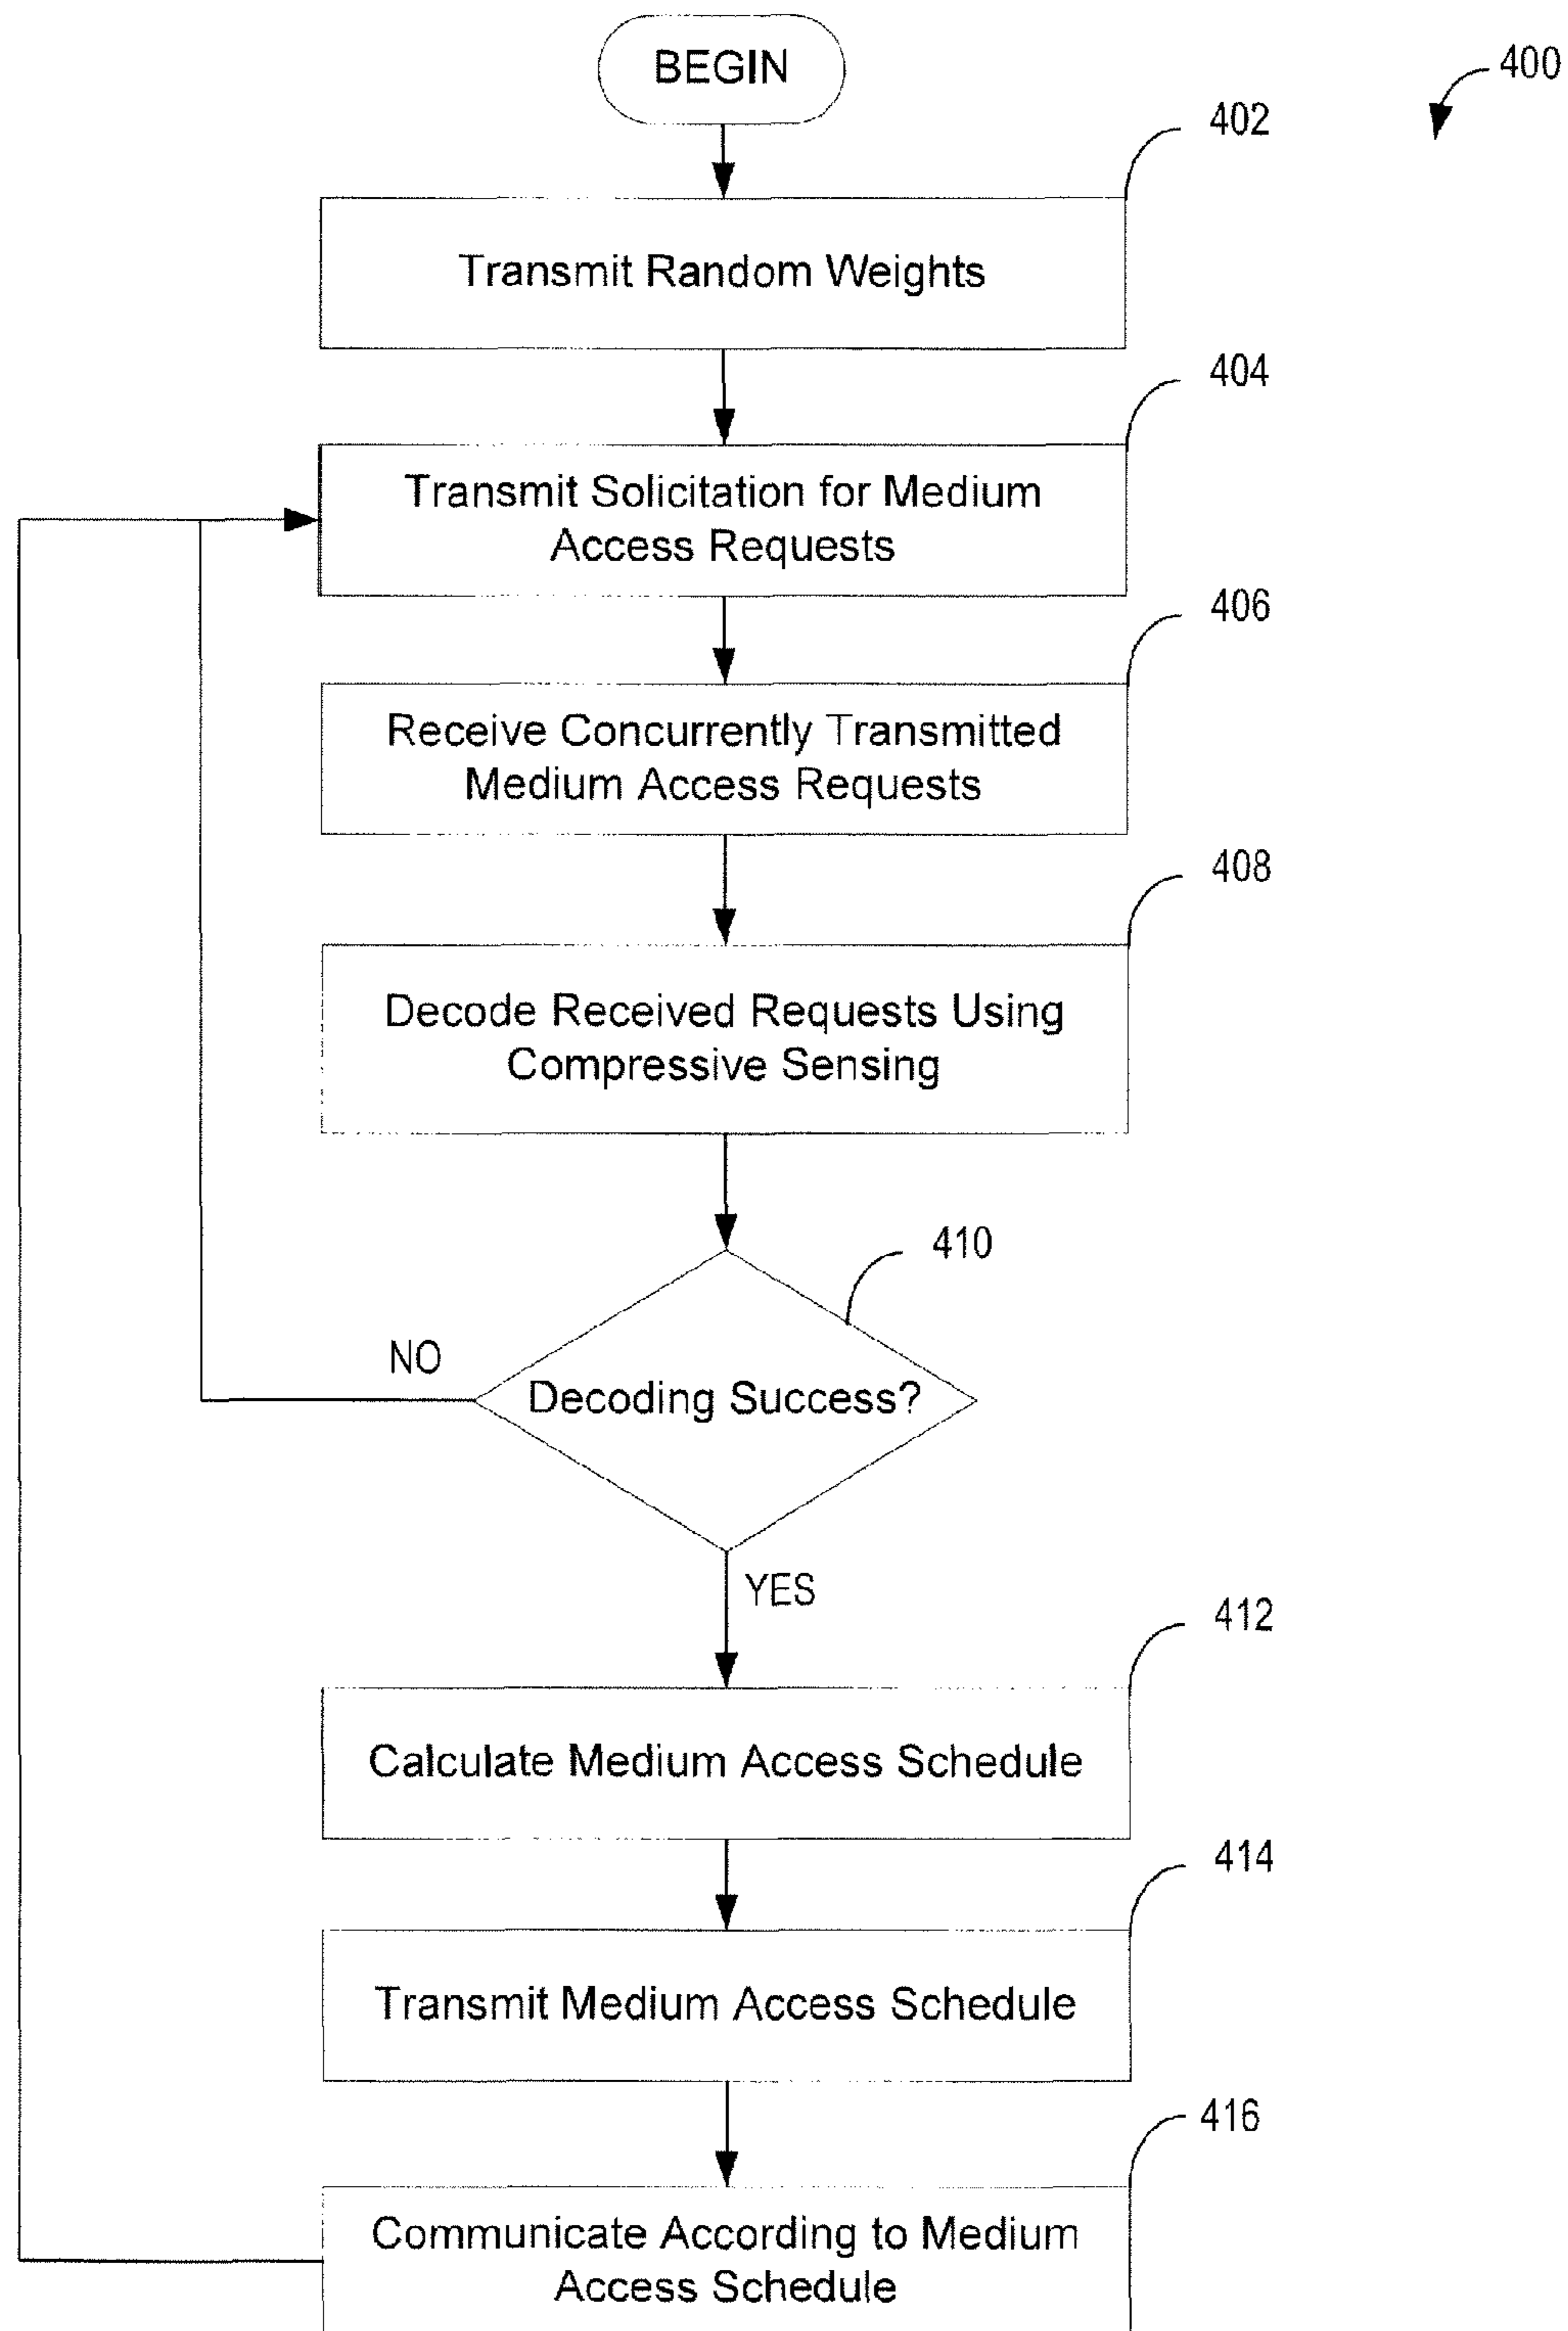 BEGIN
400
402
Transmit Random Weights
404
Transmit Solicitation for Medium
Access Requests
406
Receive Concurrently Transmitted
Medium Access Requests
408
Decode Received Requests Using
Compressive Sensing
410
NO
Decoding Success?
YES
412
Calculate Medium Access Schedule
414
Transmit Medium Access Schedule
416
Communicate According to Medium
Access Schedule